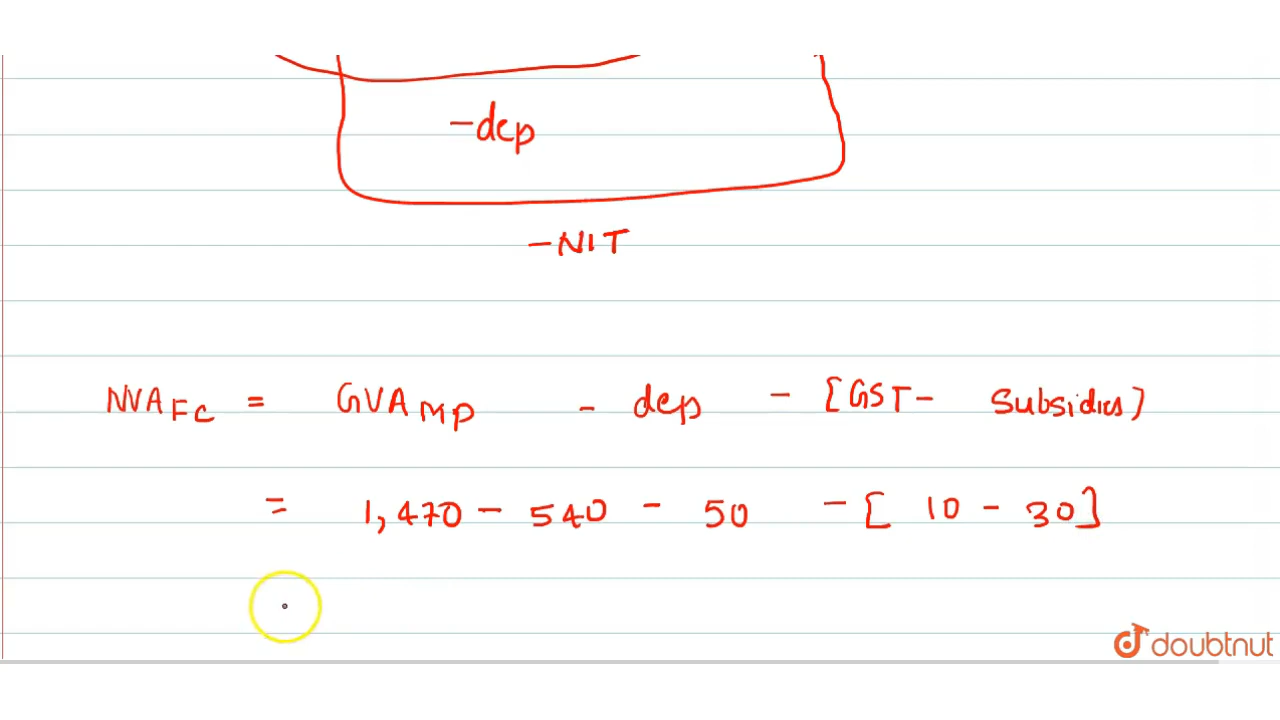 -dep
-NIT
NVA FC = GVA MP - dep - [GST - Subsidies]
= 1,470 - 540 - 50 - [10 - 30]
doubtnut